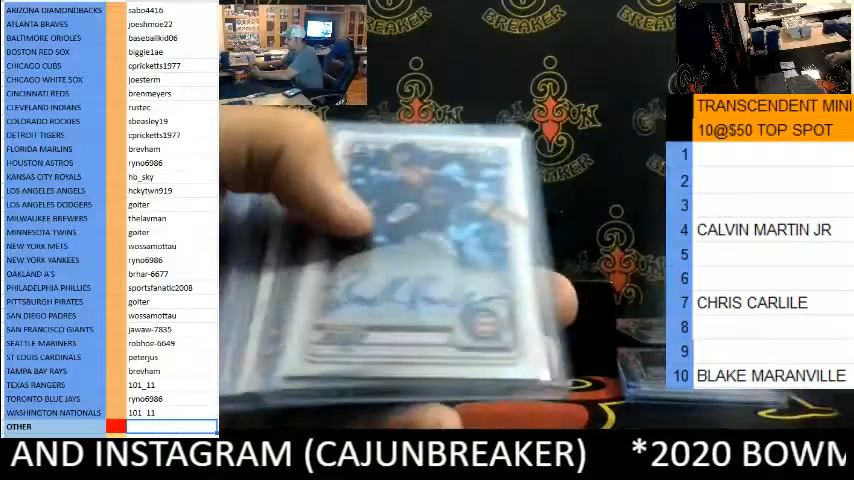 ARIZONA DIAMONDBACKS sabo4416
ATLANTA BRAVES joeshmoe22
BALTIMORE ORIOLES baseballkid06
BOSTON RED SOX biggie1ae
CHICAGO CUBS cpricketts1977
CHICAGO WHITE SOX joesterm
CINCINNATI REDS brenmeyers
CLEVELAND INDIANS rustec
COLORADO ROCKIES sbeasley19
DETROIT TIGERS cpricketts1977
FLORIDA MARLINS brevham
HOUSTON ASTROS ryno6986
KANSAS CITY ROYALS hb_sky
LOS ANGELES ANGELS hckytwn919
LOS ANGELES DODGERS golter
MILWAUKEE BREWERS thelavman
MINNESOTA TWINS golter
NEW YORK METS wossamottau
NEW YORK YANKEES ryno6986
OAKLAND A'S brhar-6677
PHILADELPHIA PHILLIES sportsfanatic2008
PITTSBURGH PIRATES golter
SAN DIEGO PADRES wossamottau
SAN FRANCISCO GIANTS jawaw-7835
SEATTLE MARINERS robhoe-6649
ST LOUIS CARDINALS peterjus
TAMPA BAY RAYS brevham
TEXAS RANGERS 101_11
TORONTO BLUE JAYS ryno6986
WASHINGTON NATIONALS 101_11
OTHER
BREAKER
CAJUN
BREAKER
TRANSCENDENT MINI
10@$50 TOP SPOT
1
2
3
4 CALVIN MARTIN JR
5
6
7 CHRIS CARLILE
8
9
10 BLAKE MARANVILLE
AND INSTAGRAM (CAJUNBREAKER) *2020 BOWM